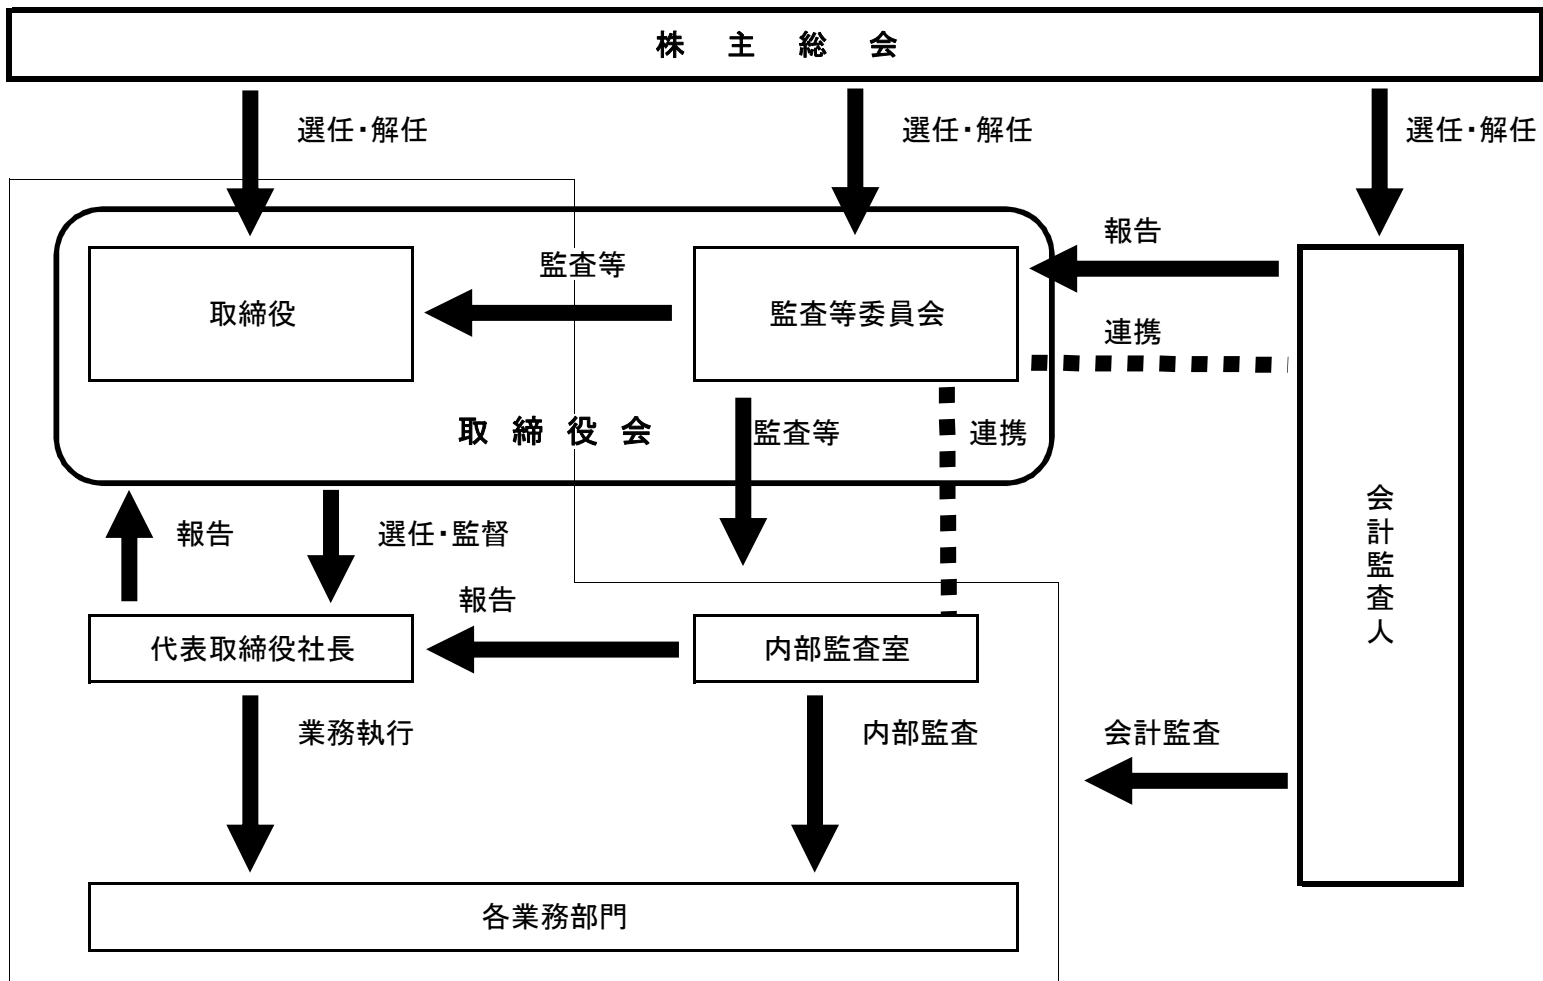 株 主 総 会
選任・解任
選任・解任
選任・解任
報告
監査等
取締役
監査等委員会
連携
取 締 役 会
監査等
連携
会計監査人
報告
選任・監督
報告
代表取締役社長
内部監査室
業務執行
内部監査
会計監査
各業務部門